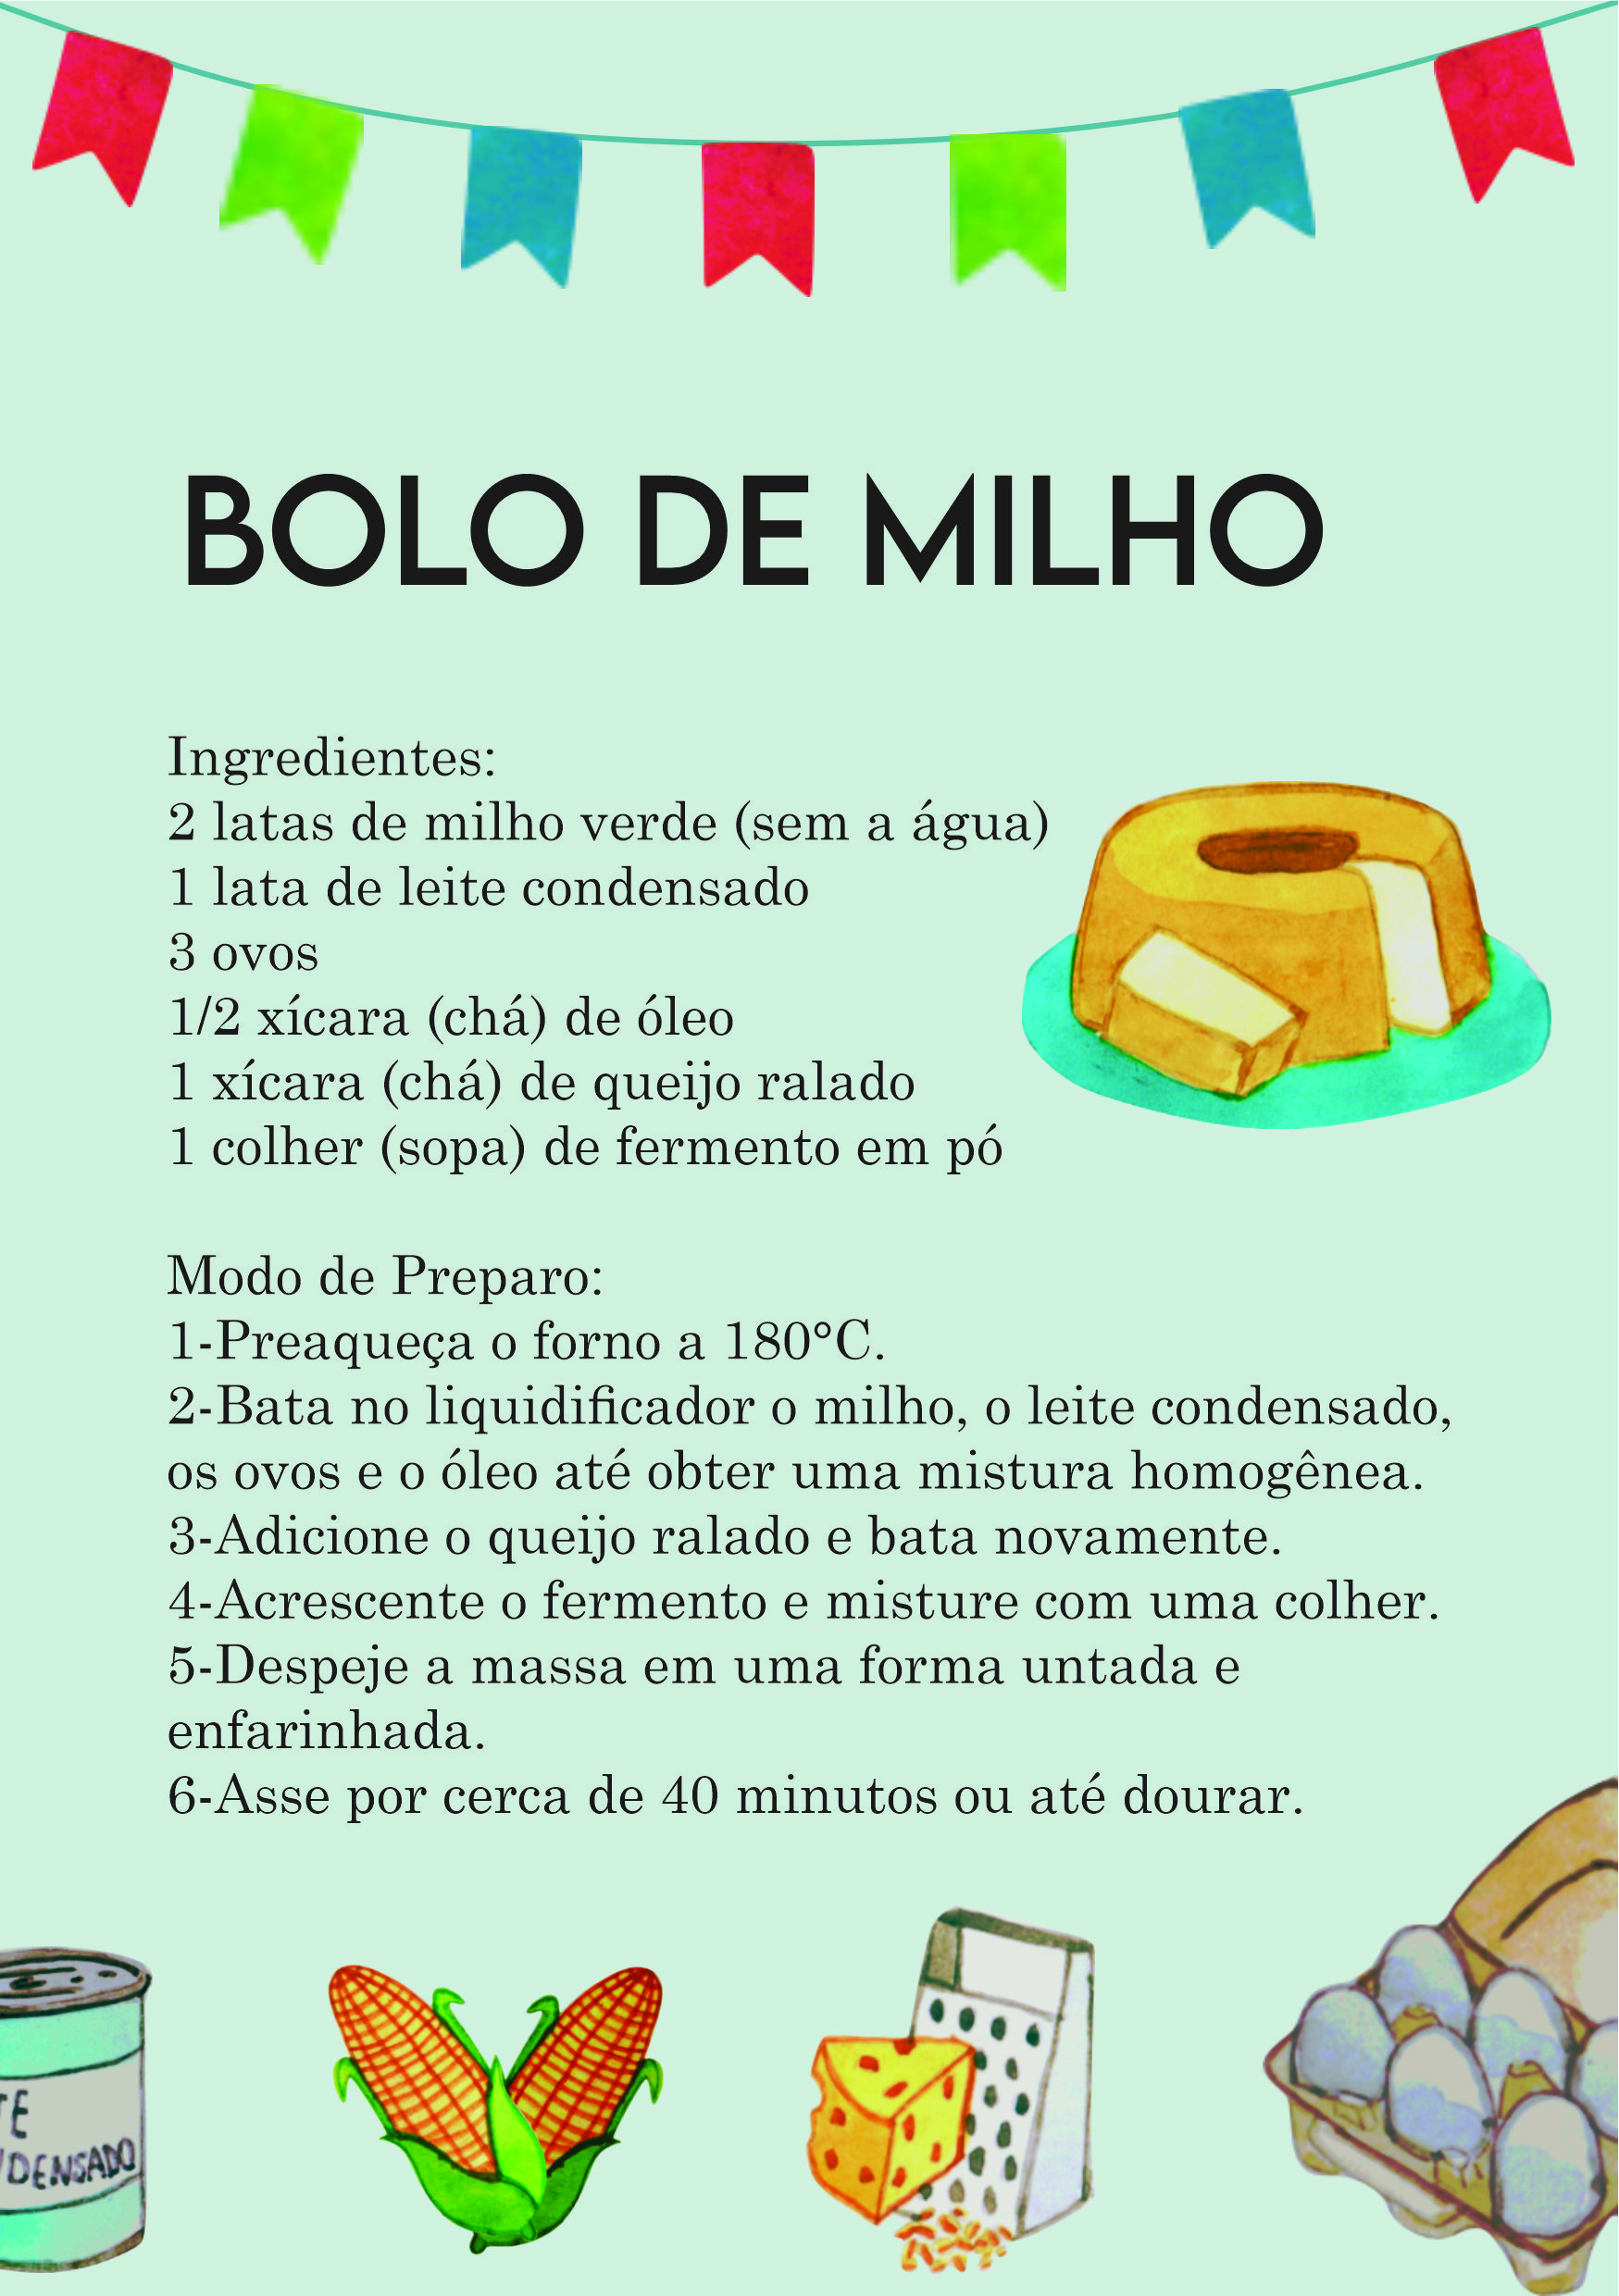 BOLO DE MILHO
Ingredientes:
2 latas de milho verde (sem a água)
1 lata de leite condensado
3 ovos
1/2 xícara (chá) de óleo
1 xícara (chá) de queijo ralado
1 colher (sopa) de fermento em pó
Modo de Preparo:
1-Preaqueça o forno a 180°C.
2-Bata no liquidificador o milho, o leite condensado,
os ovos e o óleo até obter uma mistura homogênea.
3-Adicione o queijo ralado e bata novamente.
4-Acrescente o fermento e misture com uma colher.
5-Despeje a massa em uma forma untada e
enfarinhada.
6-Asse por cerca de 40 minutos ou até dourar.
TE
DENSADO